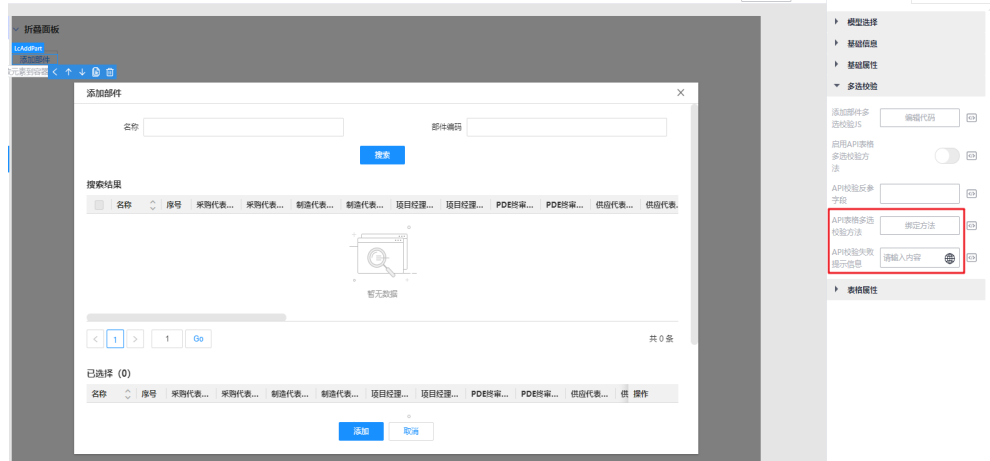 折叠面板
LcAddPart
添加部件
添加部件
名称
部件编码
搜索
搜索结果
名称 序号 采购代表... 采购代表... 制造代表... 制造代表... 项目经理... 项目经理... PDE终审... PDE终审... 供应代表... 供应代表.
暂无数据
1 1 Go 共 0 条
已选择（0）
名称 序号 采购代表... 采购代表... 制造代表... 制造代表... 项目经理... 项目经理... PDE终审... PDE终审... 供应代表... 供 操作
添加 取消
模型选择
基础信息
基础属性
多选校验
添加部件多
选校验JS
编辑代码
启用API表格
多选校验方
法
API校验反参
字段
API表格多选
校验方法
绑定方法
API校验失败
提示信息
请输入内容
表格属性